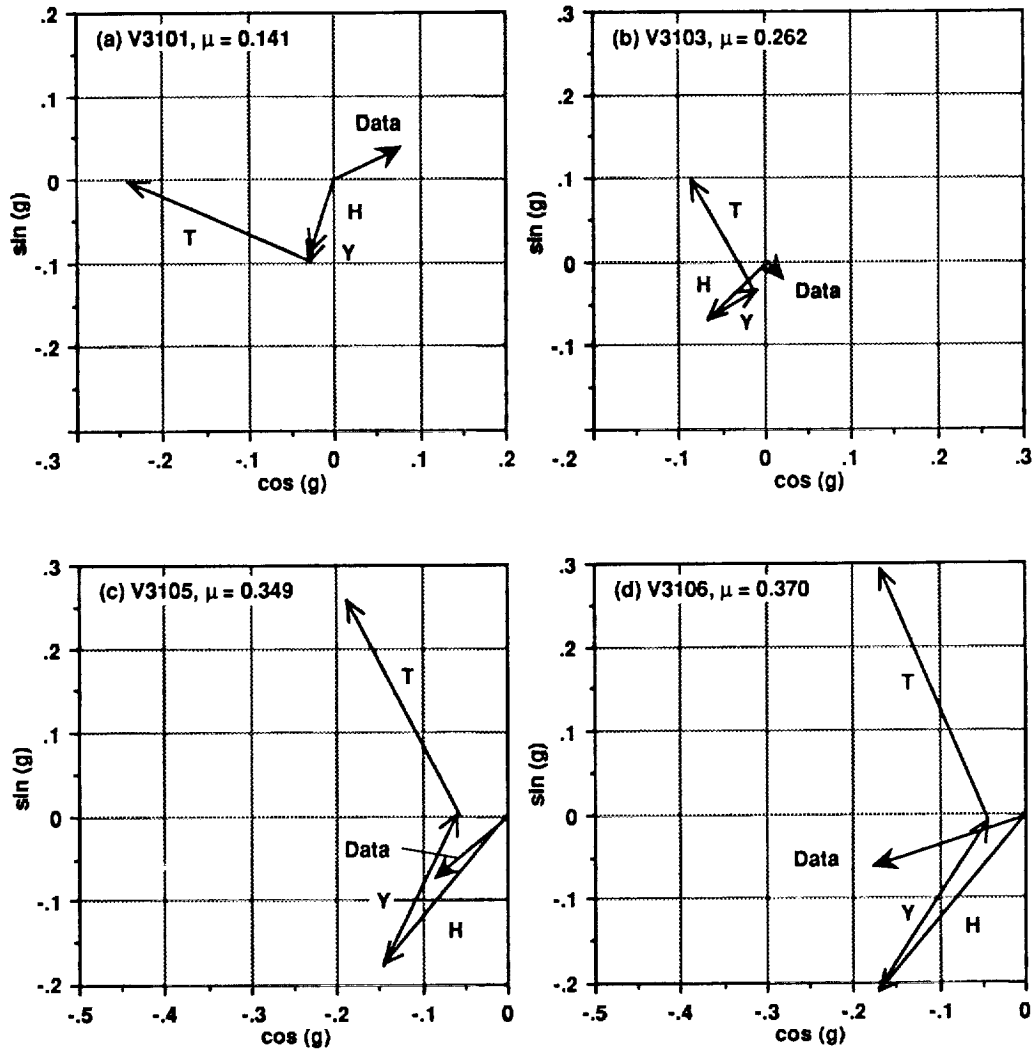 (a) V3101, μ = 0.141
.2
.1
0
-.1
-.2
-.3
-.2
-.1
0
.1
.2
sin (g)
cos (g)
Data
H
Y
T
(b) V3103, μ = 0.262
.3
.2
0.1
0
-.1
-.2
-0.1
0
.1
.2
.3
sin (g)
cos (g)
T
H
Y
Data
(c) V3105, μ = 0.349
.3
.2
.1
0
-.1
-.2
-.5
-.4
-.3
-.2
-.1
0
sin (g)
cos (g)
T
Data
Y
H
(d) V3106, μ = 0.370
.3
.2
.1
0
-.1
-.2
-.5
-.4
-.3
-.2
-.1
0
sin (g)
cos (g)
T
Data
Y
H